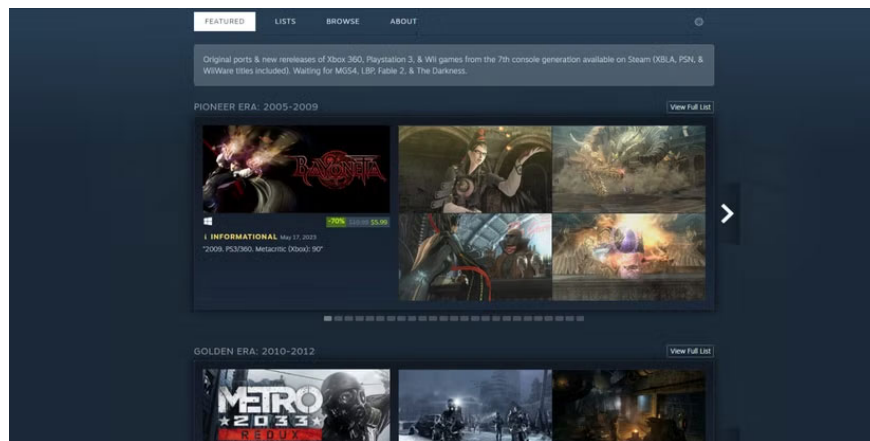 FEATURED
LISTS
BROWSE
ABOUT
Original ports & new rereleases of Xbox 360, Playstation 3, & Wii games from the 7th console generation available on Steam (XBLA, PSN, &
WiiWare titles included). Waiting for MGS4, LBP, Fable 2, & The Darkness.
PIONEER ERA: 2005-2009
View Full List
BAYONETTA
-70% $19.99 $5.99
i INFORMATIONAL May 17, 2023
"2009. PS3/360. Metacritic (Xbox): 90"
GOLDEN ERA: 2010-2012
View Full List
METRO
2033
REDUX